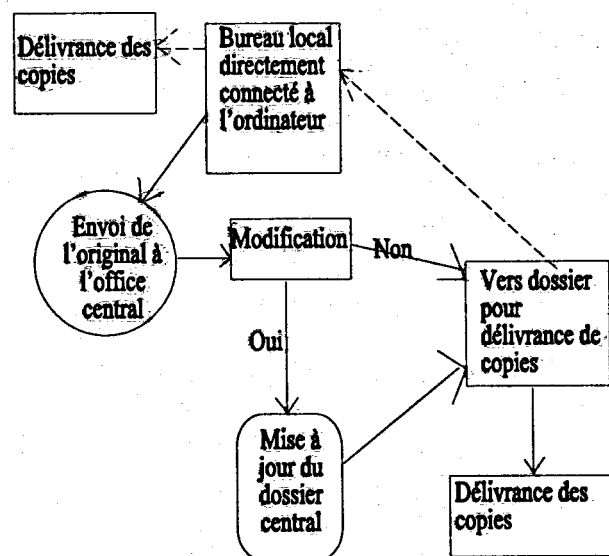 Délivrance des
copies
Bureau local
directement
connecté à
l'ordinateur
Envoi de
l'original à
l'office
central
Modification
Non
Oui
Vers dossier
pour
délivrance de
copies
Mise à
jour du
dossier
central
Délivrance des
copies